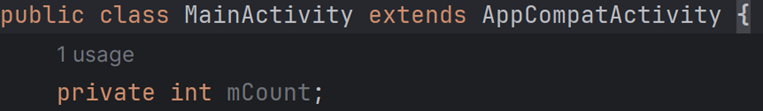 public class MainActivity extends AppCompatActivity {
1 usage
private int mCount;